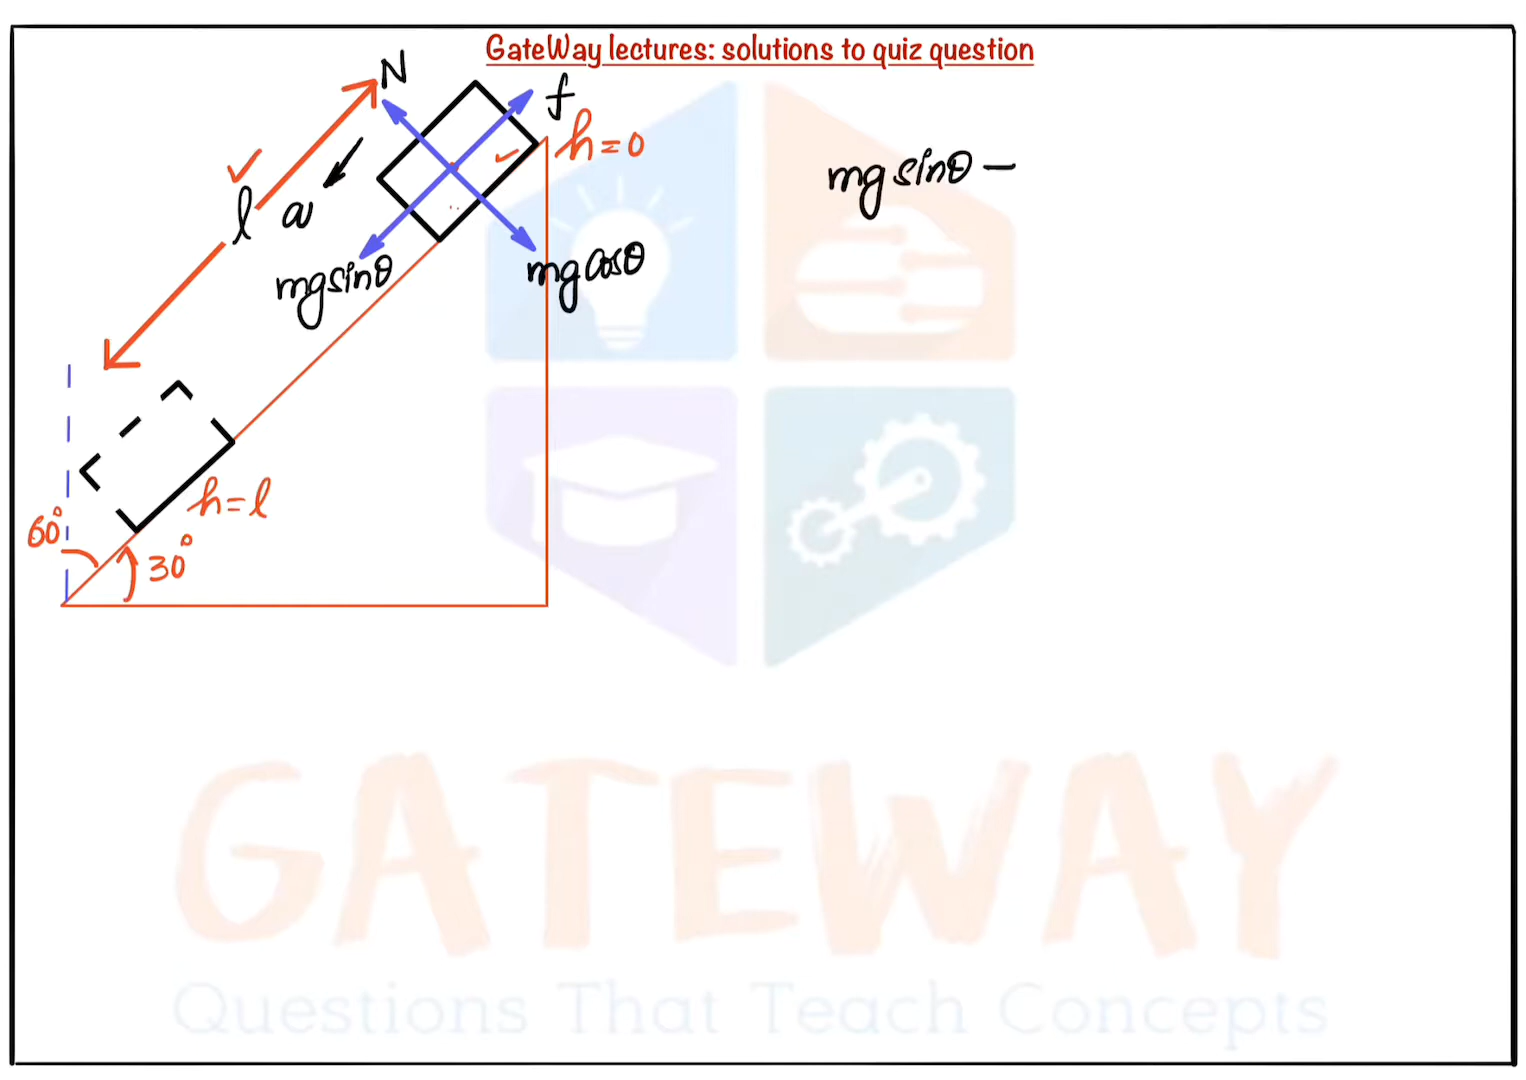 GateWay lectures: solutions to quiz question
N
f
h=0
mg sinθ –
l
a
mg sinθ
mg cosθ
h=l
60°
30°
GATEWAY
Questions That Teach Concepts